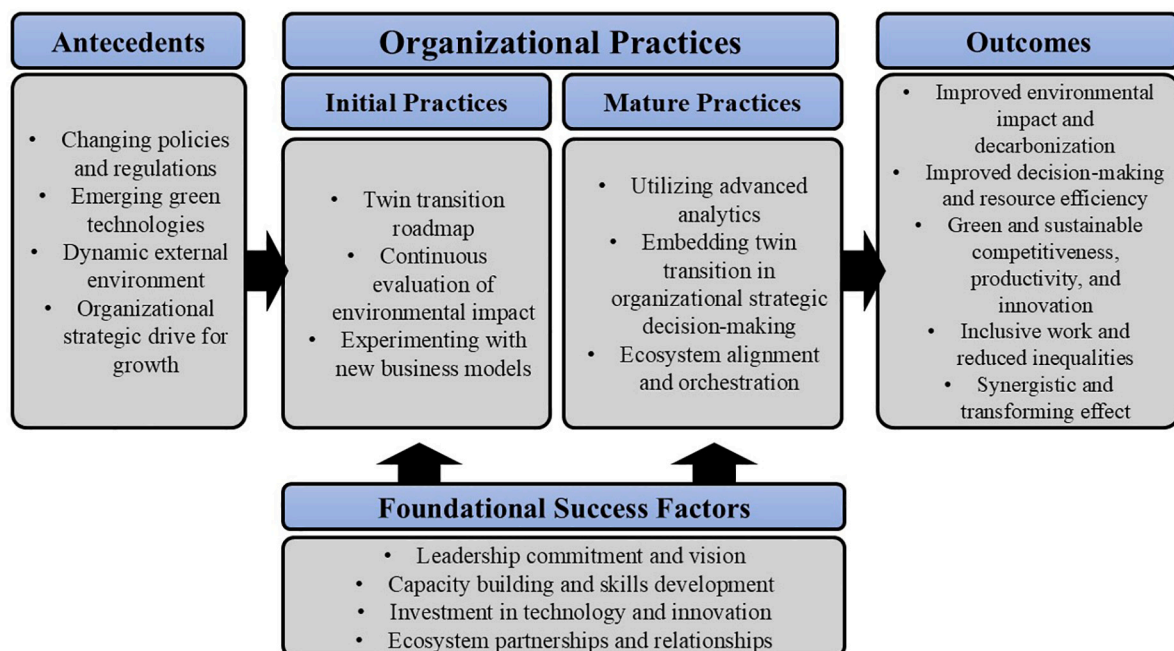 Antecedents
• Changing policies
and regulations
• Emerging green
technologies
• Dynamic external
environment
• Organizational
strategic drive for
growth
Organizational Practices
Initial Practices
• Twin transition
roadmap
• Continuous
evaluation of
environmental impact
• Experimenting with
new business models
Mature Practices
• Utilizing advanced
analytics
• Embedding twin
transition in
organizational strategic
decision-making
• Ecosystem alignment
and orchestration
Outcomes
• Improved environmental
impact and
decarbonization
• Improved decision-making
and resource efficiency
• Green and sustainable
competitiveness,
productivity, and
innovation
• Inclusive work and
reduced inequalities
• Synergistic and
transforming effect
Foundational Success Factors
• Leadership commitment and vision
• Capacity building and skills development
• Investment in technology and innovation
• Ecosystem partnerships and relationships